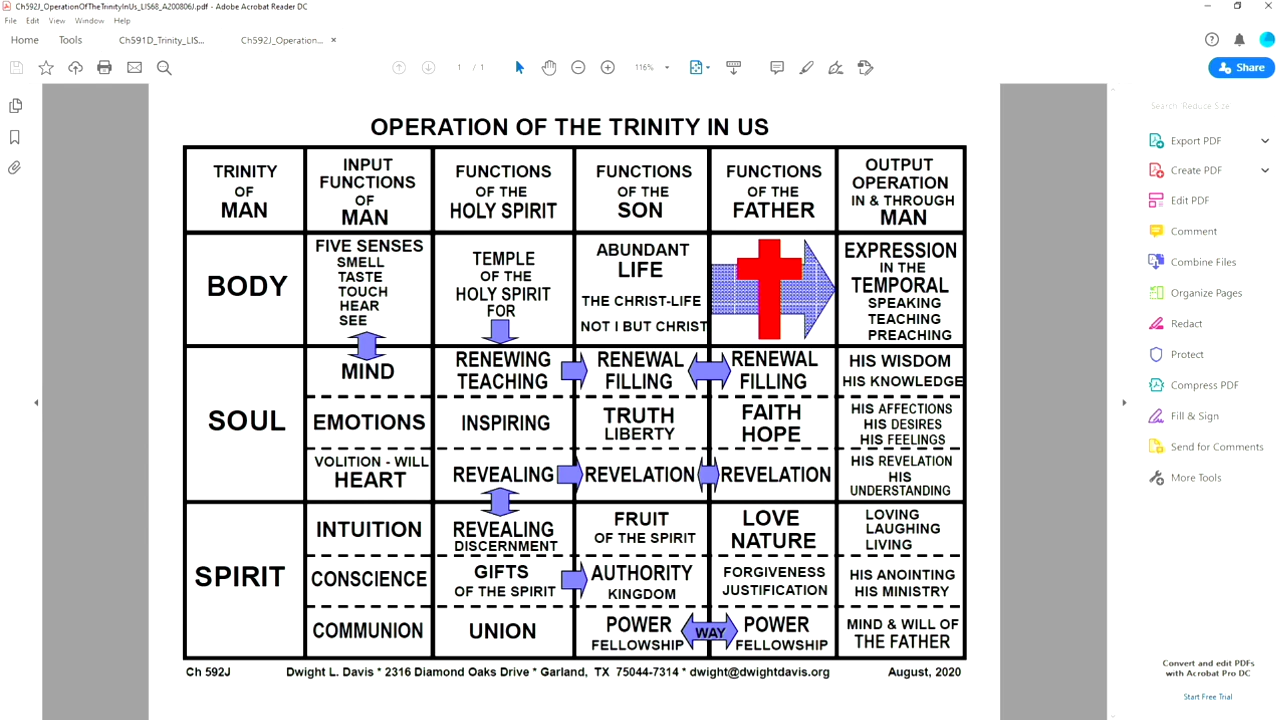 Ch592J_OperationOfTheTrinityInUs_LIS68_A200806J.pdf - Adobe Acrobat Reader DC
File Edit View Window Help
Home Tools Ch591D_Trinity_LIS... Ch592J_Operation... ×
1 / 1 116% Share
OPERATION OF THE TRINITY IN US
TRINITY
OF
MAN
INPUT
FUNCTIONS
OF
MAN
FUNCTIONS
OF THE
HOLY SPIRIT
FUNCTIONS
OF THE
SON
FUNCTIONS
OF THE
FATHER
OUTPUT
OPERATION
IN & THROUGH
MAN
BODY
FIVE SENSES
SMELL
TASTE
TOUCH
HEAR
SEE
TEMPLE
OF THE
HOLY SPIRIT
FOR
ABUNDANT
LIFE
THE CHRIST-LIFE
NOT I BUT CHRIST
EXPRESSION
IN THE
TEMPORAL
SPEAKING
TEACHING
PREACHING
SOUL
MIND
RENEWING
TEACHING
RENEWAL
FILLING
RENEWAL
FILLING
HIS WISDOM
HIS KNOWLEDGE
EMOTIONS
INSPIRING
TRUTH
LIBERTY
FAITH
HOPE
HIS AFFECTIONS
HIS DESIRES
HIS FEELINGS
VOLITION - WILL
HEART
REVEALING
REVELATION
REVELATION
HIS REVELATION
HIS
UNDERSTANDING
SPIRIT
INTUITION
REVEALING
DISCERNMENT
FRUIT
OF THE SPIRIT
LOVE
NATURE
LOVING
LAUGHING
LIVING
CONSCIENCE
GIFTS
OF THE SPIRIT
AUTHORITY
KINGDOM
FORGIVENESS
JUSTIFICATION
HIS ANOINTING
HIS MINISTRY
COMMUNION
UNION
POWER
FELLOWSHIP
WAY
POWER
FELLOWSHIP
MIND & WILL OF
THE FATHER
Ch 592J Dwight L. Davis * 2316 Diamond Oaks Drive * Garland, TX 75044-7314 * dwight@dwightdavis.org August, 2020
Search 'Reduce Size'
Export PDF
Create PDF
Edit PDF
Comment
Combine Files
Organize Pages
Redact
Protect
Compress PDF
Fill & Sign
Send for Comments
More Tools
Convert and edit PDFs
with Acrobat Pro DC
Start Free Trial